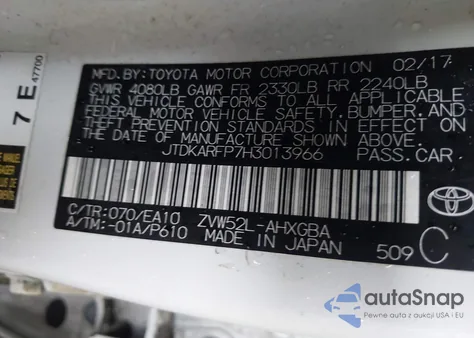 MFD. BY: TOYOTA MOTOR CORPORATION 02/17
GVWR 4080LB GAWR FR 2330LB RR 2240LB
THIS VEHICLE CONFORMS TO ALL APPLICABLE
FEDERAL MOTOR VEHICLE SAFETY, BUMPER, AND
THEFT PREVENTION STANDARDS IN EFFECT ON
THE DATE OF MANUFACTURE SHOWN ABOVE.
JTDKARFP7H3013966 PASS. CAR
C/TR: 070/EA10 ZVW52L-AHXGBA
A/TM: -01A/P610
MADE IN JAPAN 509 C
TOYOTA
7 E
47700
autoSnap
Pewne auta z aukcji USA i EU